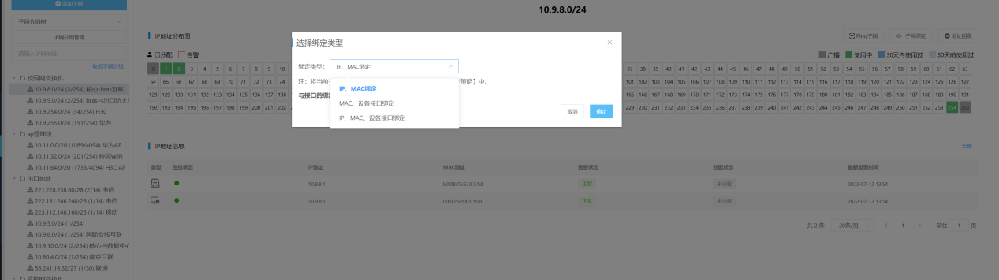 添加子网
10.9.8.0/24
子网分组树
子网分组管理
请输入子网地址
收起子网分组
校园网交换机
10.9.8.0/24 (3/254) 核心-bras互联
10.9.9.0/24 (2/254) bras与出口防火
10.9.254.0/24 (34/254) H3C
10.9.255.0/24 (191/254) 华为
ap管理段
10.11.0.0/20 (1089/4094) 华为AP
10.11.32.0/24 (201/254) 校园WIFI
10.11.64.0/20 (1733/4094) H3C AP
出口地址
221.228.238.80/28 (2/14) 电信
222.191.246.240/28 (1/14) 电信
223.112.146.160/28 (1/14) 移动
10.9.5.0/24 (1/254)
10.9.6.0/24 (1/254) 国际专线互联
10.9.10.0/24 (2/254) 核心与数据中心
10.80.4.0/24 (1/254) 南京互联
58.241.16.32/27 (1/30) 联通
IP地址分布图
Ping子网 子网绑定 地址回收
已分配 告警
广播 使用中 30天内使用过 30天前使用过
0 1 2 3 4 5 6 7 8 9 10 37 38 39 40 41 42 43 44 45 46 47 48 49 50 51 52 53 54 55 56 57 58 59 60 61 62 63
64 65 66 67 68 69 70 71 72 73 74 101 102 103 104 105 106 107 108 109 110 111 112 113 114 115 116 117 118 119 120 121 122 123 124 125 126 127
128 129 130 131 132 133 134 135 136 137 138 165 166 167 168 169 170 171 172 173 174 175 176 177 178 179 180 181 182 183 184 185 186 187 188 189 190 191
192 193 194 195 196 197 198 199 200 201 202 229 230 231 232 233 234 235 236 237 238 239 240 241 242 243 244 245 246 247 248 249 250 251 252 253 254 255
选择绑定类型
绑定类型: IP、MAC绑定
注：将当前 策略】中。
与接口的绑
IP、MAC绑定
MAC、设备接口绑定
IP、MAC、设备接口绑定
取消 确定
IP地址信息
全部
类型 在线状态 IP地址 MAC地址 告警状态 分配状态 最新发现时间
10.9.8.1 b0:08:75:63:87:1d 正常 未分配 2022-07-12 13:54
10.9.8.1 00:00:5e:00:01:08 正常 未分配 2022-07-12 13:54
共 2 条 20条/页 1 前往 1 页